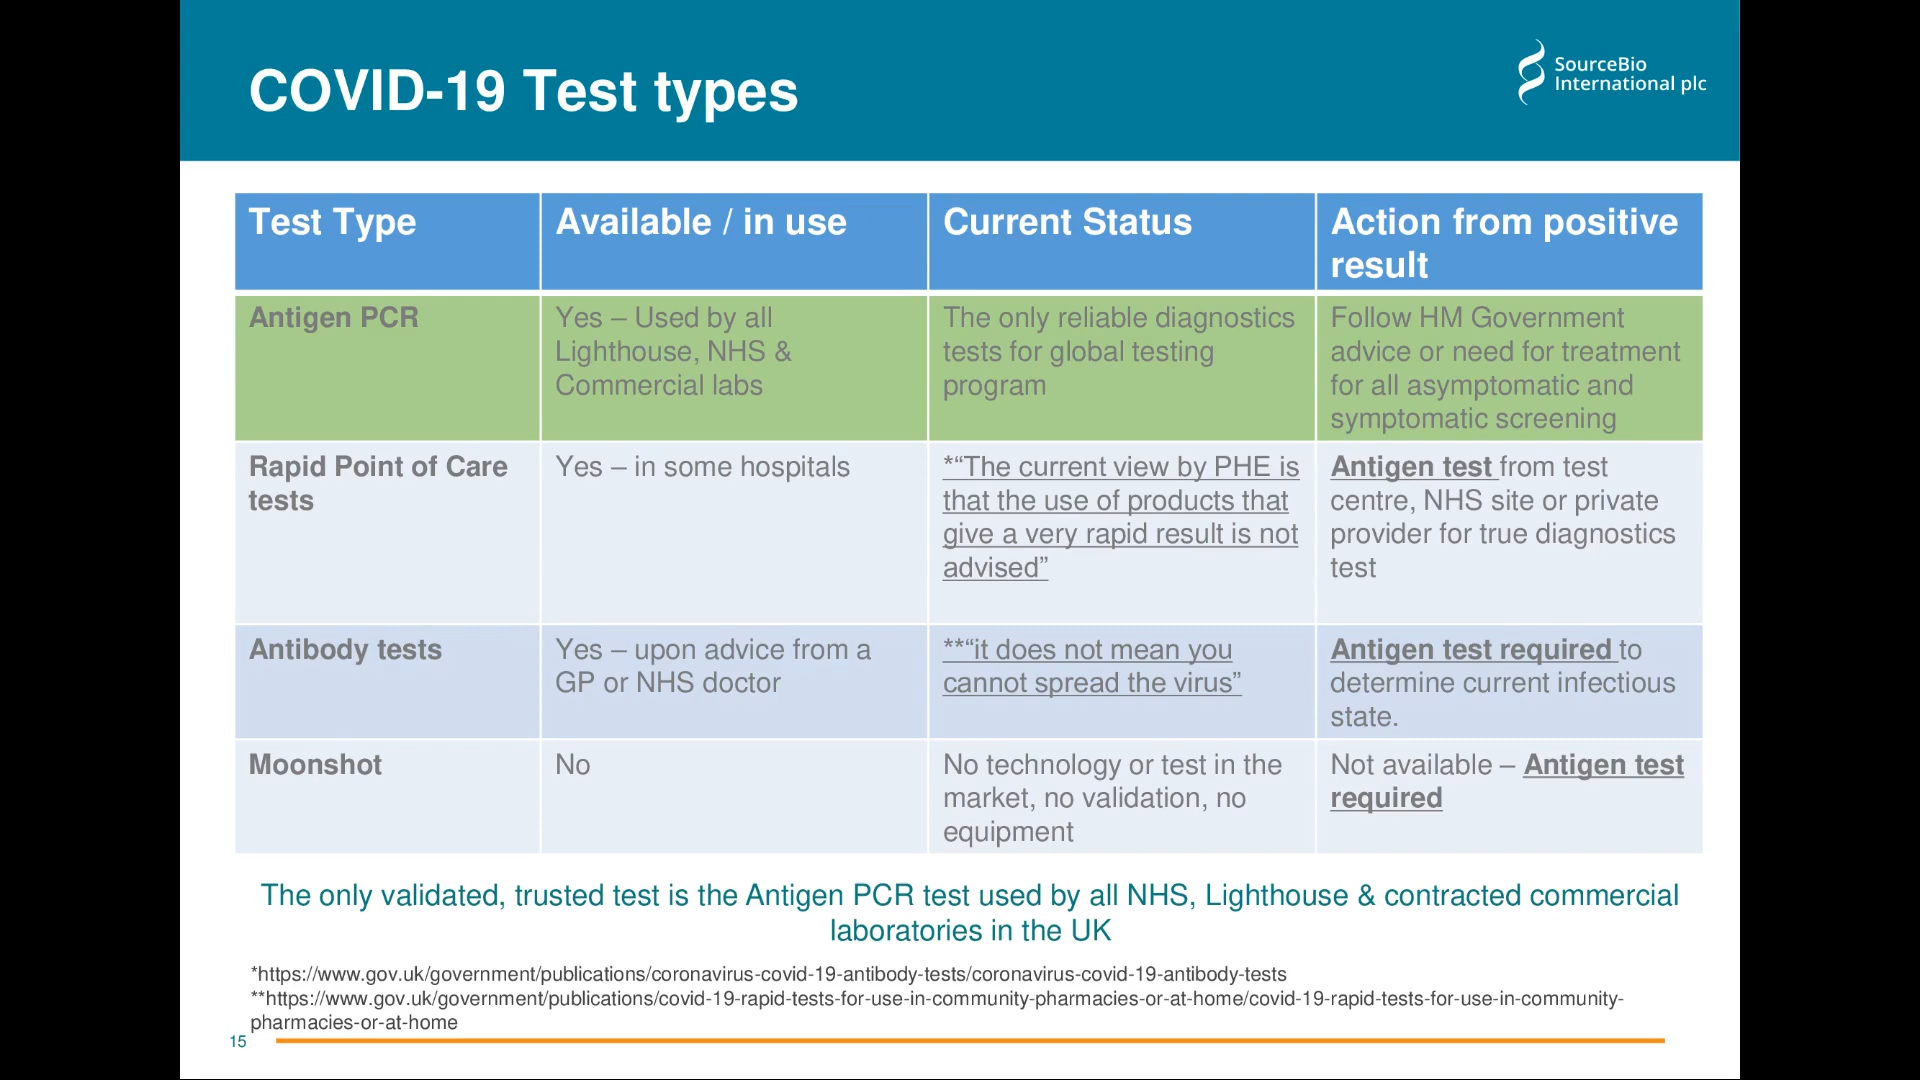 COVID-19 Test types
SourceBio
International plc
Test Type
Available / in use
Current Status
Action from positive
result
Antigen PCR
Yes – Used by all
Lighthouse, NHS &
Commercial labs
The only reliable diagnostics
tests for global testing
program
Follow HM Government
advice or need for treatment
for all asymptomatic and
symptomatic screening
Rapid Point of Care
tests
Yes – in some hospitals
*“The current view by PHE is
that the use of products that
give a very rapid result is not
advised”
Antigen test from test
centre, NHS site or private
provider for true diagnostics
test
Antibody tests
Yes – upon advice from a
GP or NHS doctor
**“it does not mean you
cannot spread the virus”
Antigen test required to
determine current infectious
state.
Moonshot
No
No technology or test in the
market, no validation, no
equipment
Not available – Antigen test
required
The only validated, trusted test is the Antigen PCR test used by all NHS, Lighthouse & contracted commercial
laboratories in the UK
*https://www.gov.uk/government/publications/coronavirus-covid-19-antibody-tests/coronavirus-covid-19-antibody-tests
**https://www.gov.uk/government/publications/covid-19-rapid-tests-for-use-in-community-pharmacies-or-at-home/covid-19-rapid-tests-for-use-in-community-
pharmacies-or-at-home
15